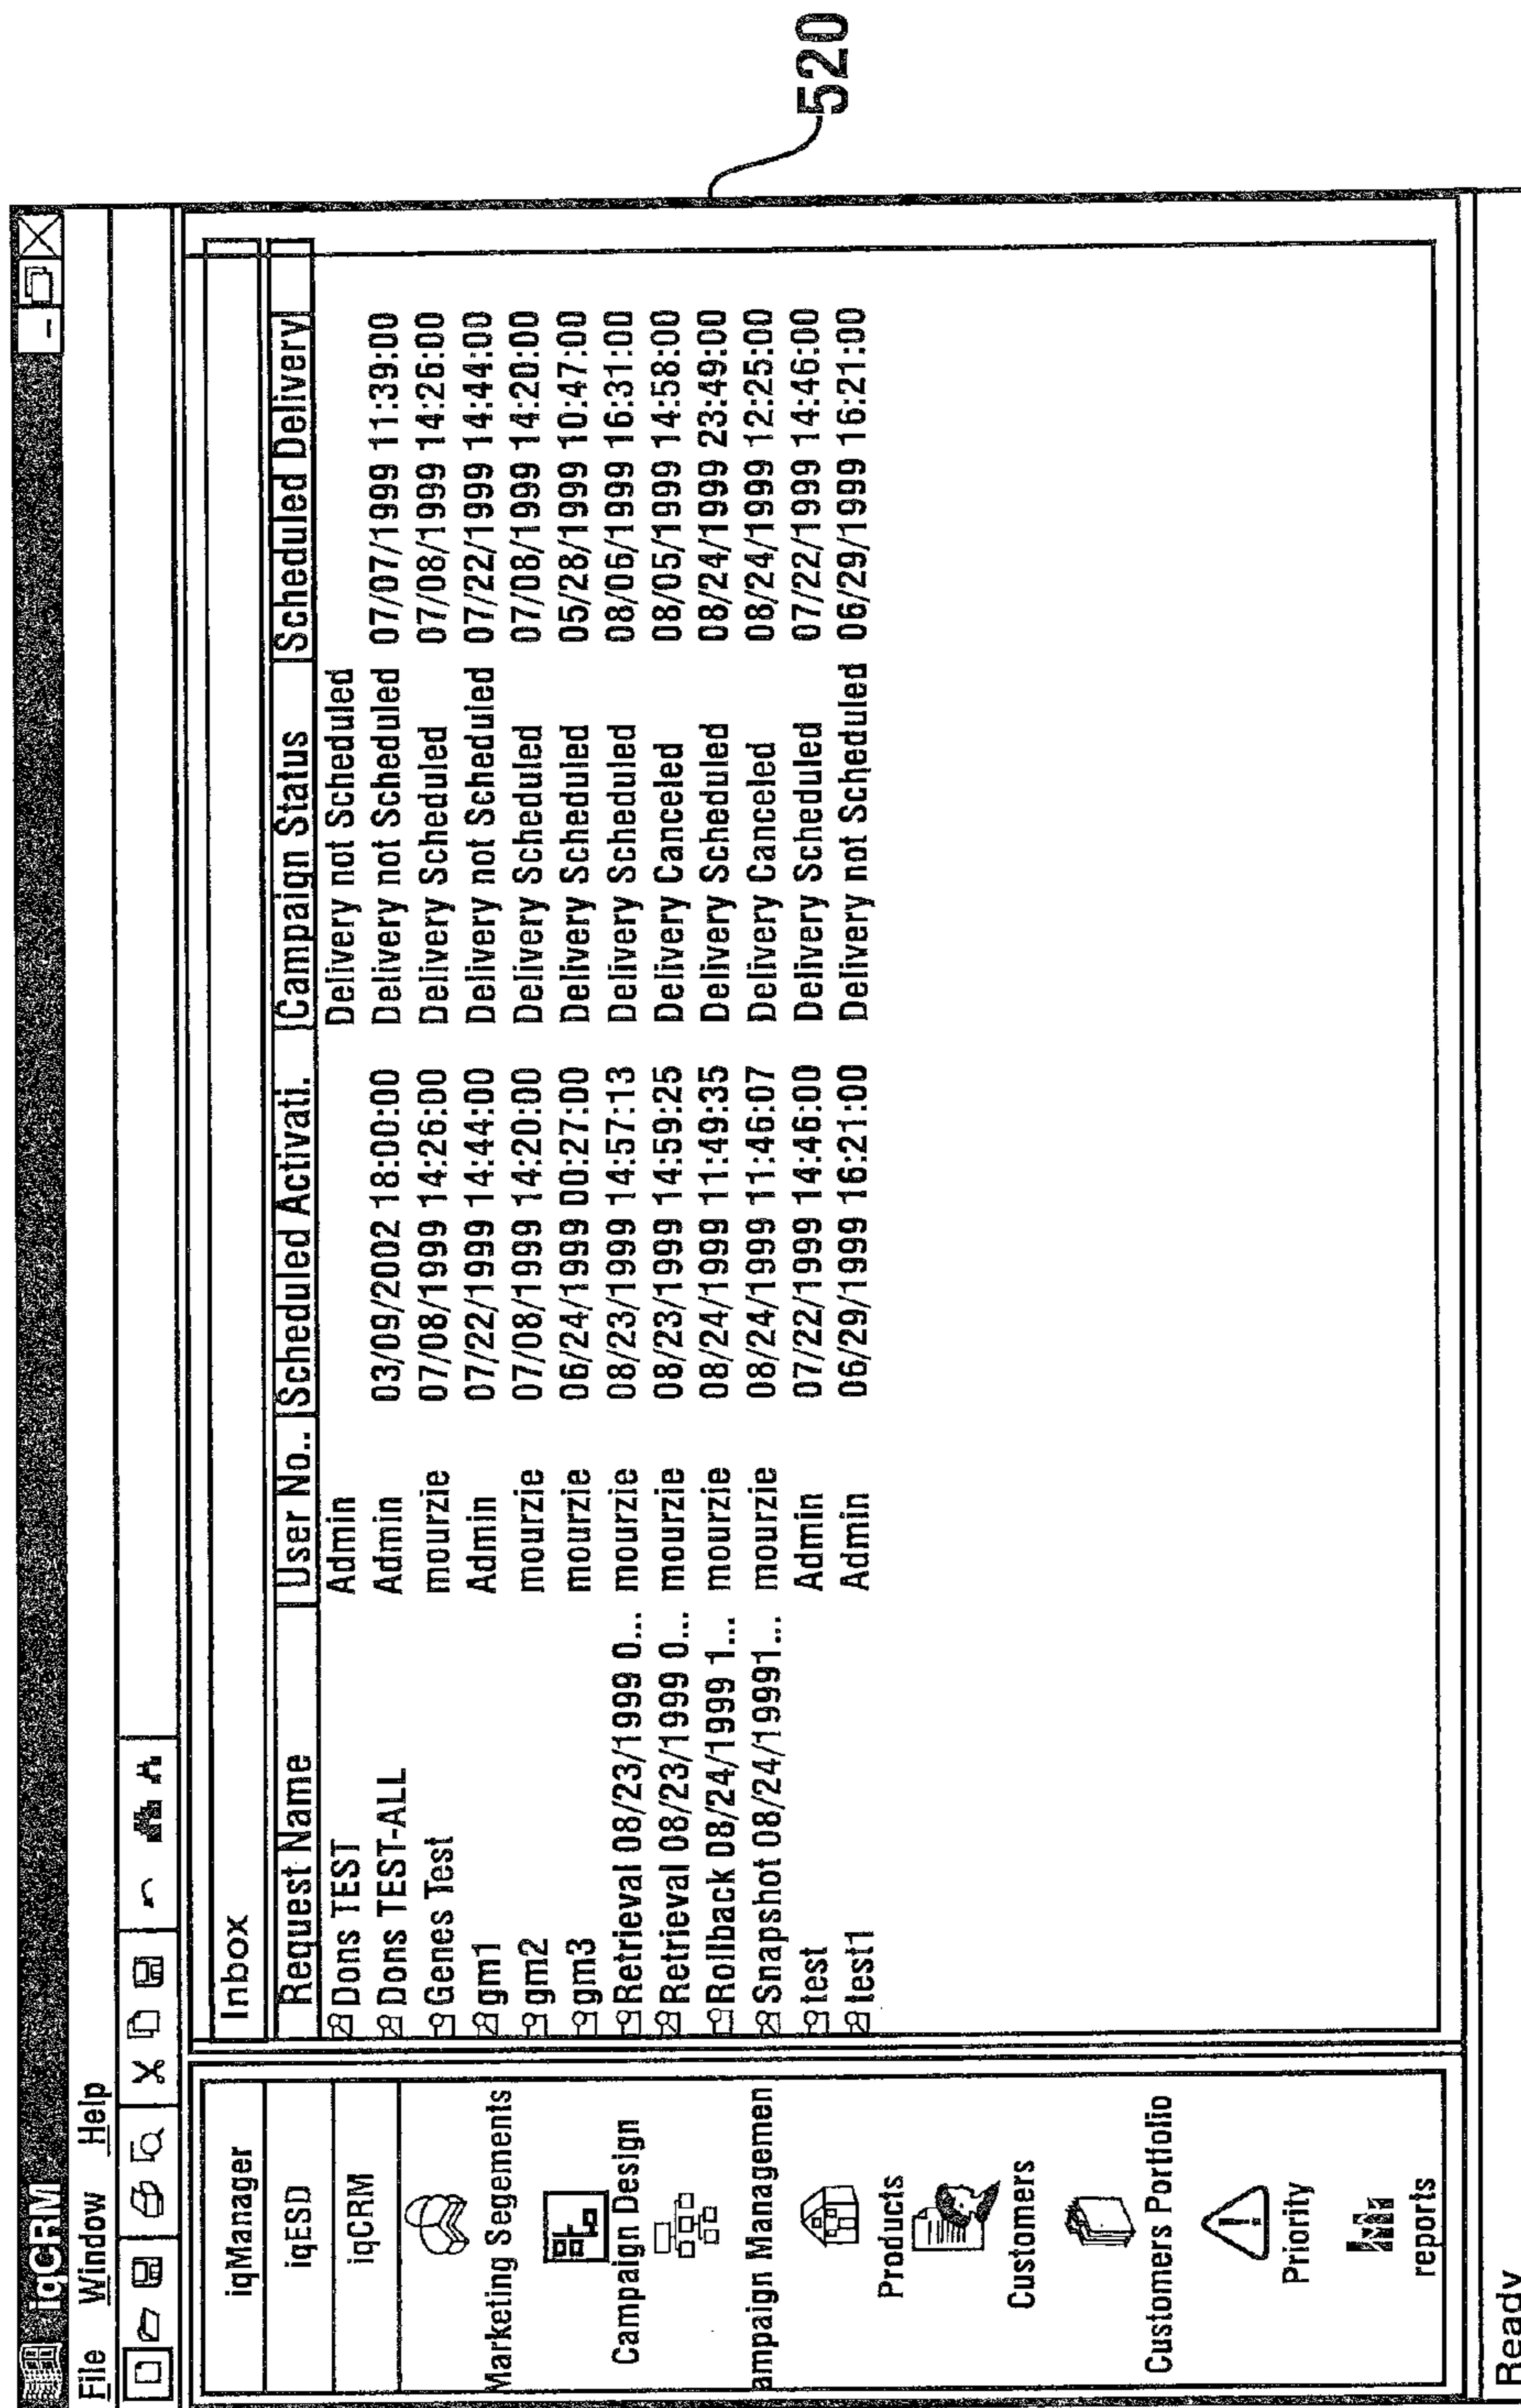 iqCRM
File Window Help
iqManager
iqESD
iqCRM
Marketing Segements
Campaign Design
ampaign Managemen
Products
Customers
Customers Portfolio
Priority
reports
Inbox
Request Name User No.. Scheduled Activati. Campaign Status Scheduled Delivery
Dons TEST Admin Delivery not Scheduled
Dons TEST-ALL Admin 03/09/2002 18:00:00 Delivery not Scheduled 07/07/1999 11:39:00
Genes Test mourzie 07/08/1999 14:26:00 Delivery Scheduled 07/08/1999 14:26:00
gm1 Admin 07/22/1999 14:44:00 Delivery not Scheduled 07/22/1999 14:44:00
gm2 mourzie 07/08/1999 14:20:00 Delivery Scheduled 07/08/1999 14:20:00
gm3 mourzie 06/24/1999 00:27:00 Delivery Scheduled 05/28/1999 10:47:00
Retrieval 08/23/1999 0... mourzie 08/23/1999 14:57:13 Delivery Scheduled 08/06/1999 16:31:00
Retrieval 08/23/1999 0... mourzie 08/23/1999 14:59:25 Delivery Canceled 08/05/1999 14:58:00
Rollback 08/24/1999 1... mourzie 08/24/1999 11:49:35 Delivery Scheduled 08/24/1999 23:49:00
Snapshot 08/24/19991... mourzie 08/24/1999 11:46:07 Delivery Canceled 08/24/1999 12:25:00
test Admin 07/22/1999 14:46:00 Delivery Scheduled 07/22/1999 14:46:00
test1 Admin 06/29/1999 16:21:00 Delivery not Scheduled 06/29/1999 16:21:00
Ready
520